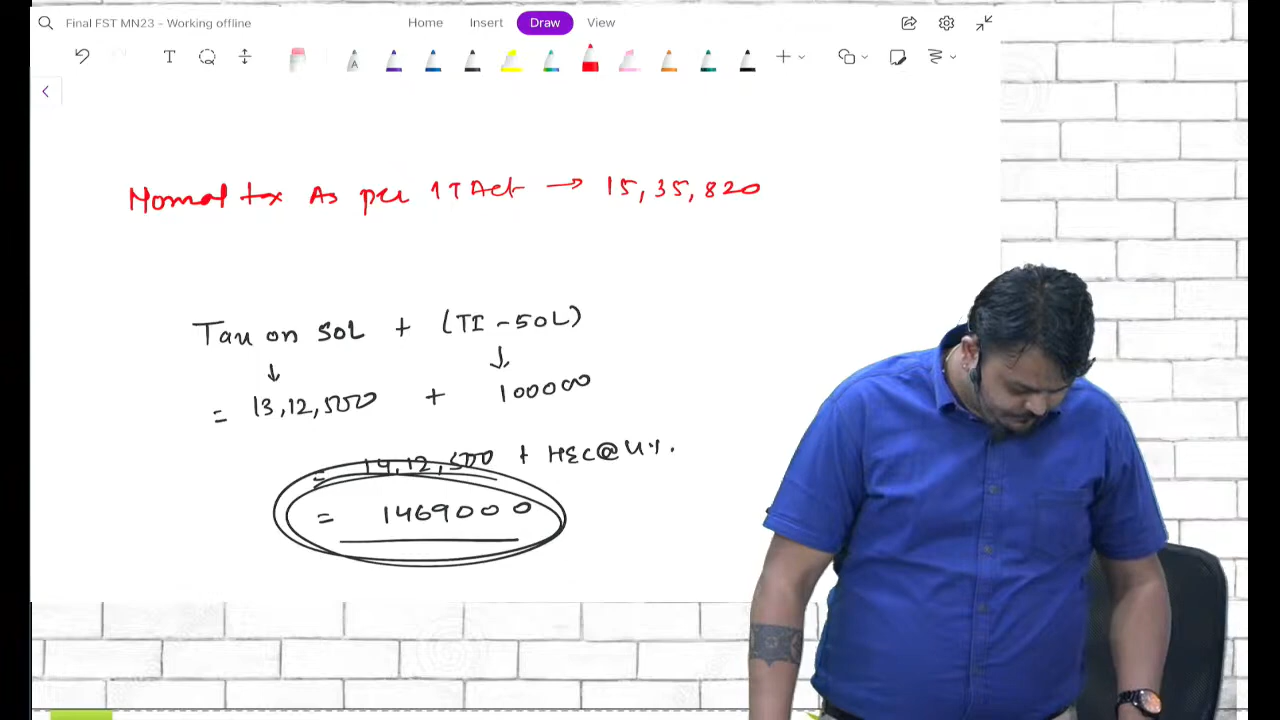 Final FST MN23 - Working offline
Home Insert Draw View
T A
Normal tax As per IT Act → 15,35,820
Tax on 50L + (TI - 50L)
↓ ↓
= 13,12,500 + 100000
= 14,12,500 + HEC@4%.
= 1469000